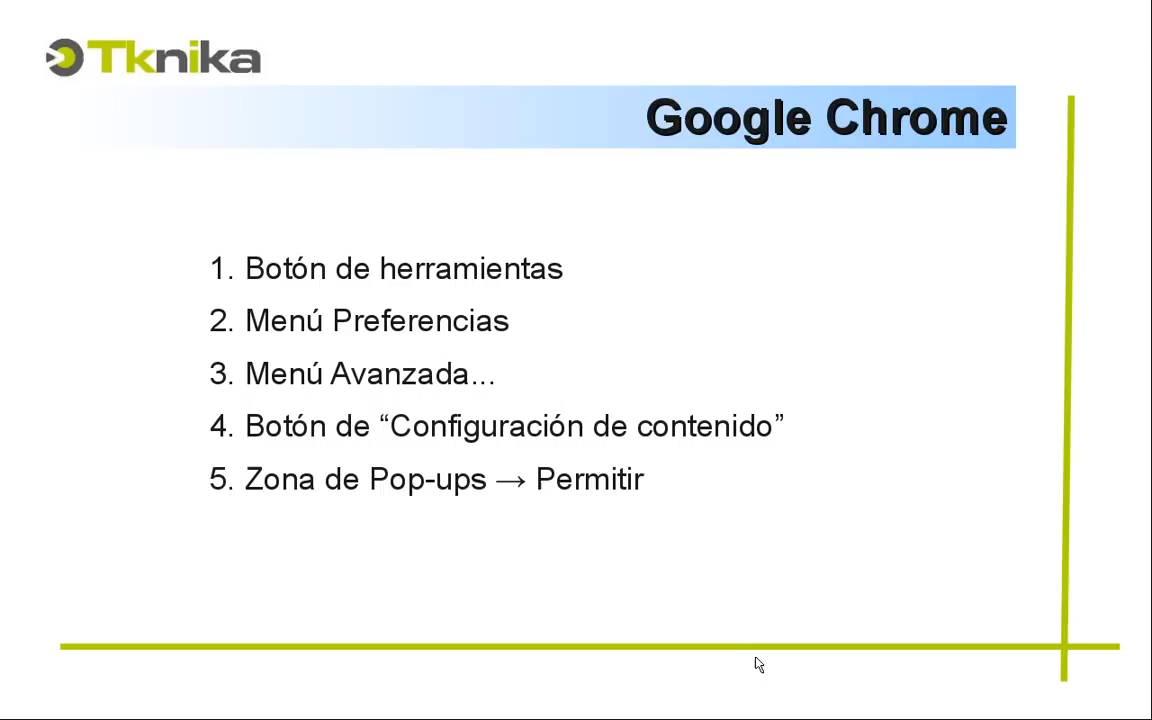 Tknika
Google Chrome
1. Botón de herramientas
2. Menú Preferencias
3. Menú Avanzada...
4. Botón de “Configuración de contenido”
5. Zona de Pop-ups → Permitir